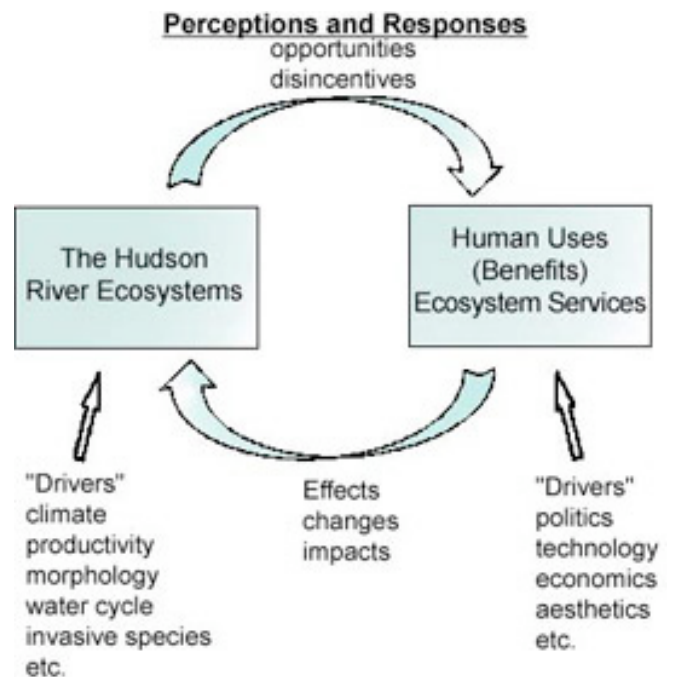 Perceptions and Responses
opportunities
disincentives
The Hudson
River Ecosystems
Human Uses
(Benefits)
Ecosystem Services
"Drivers"
climate
productivity
morphology
water cycle
invasive species
etc.
Effects
changes
impacts
"Drivers"
politics
technology
economics
aesthetics
etc.